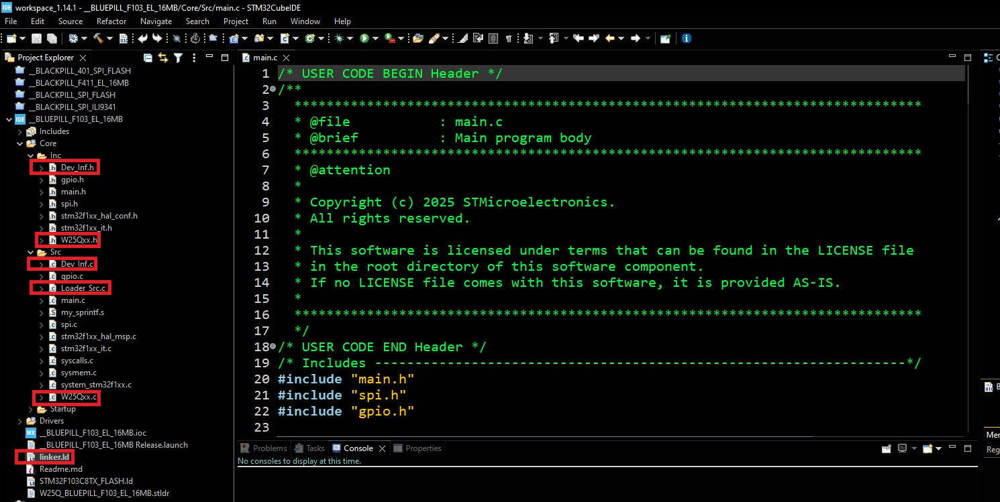 IDE workspace_1.14.1 - __BLUEPILL_F103_EL_16MB/Core/Src/main.c - STM32CubeIDE
File Edit Source Refactor Navigate Search Project Run Window Help
Project Explorer
__BLACKPILL_401_SPI_FLASH
__BLACKPILL_F411_EL_16MB
__BLACKPILL_SPI_FLASH
__BLACKPILL_SPI_ILI9341
IDE __BLUEPILL_F103_EL_16MB
Includes
Core
Inc
.h Dev_Inf.h
.h gpio.h
.h main.h
.h spi.h
.h stm32f1xx_hal_conf.h
.h stm32f1xx_it.h
.h W25Qxx.h
Src
.c Dev_Inf.c
.c gpio.c
.c Loader_Src.c
.c main.c
.S my_sprintf.s
.c spi.c
.c stm32f1xx_hal_msp.c
.c stm32f1xx_it.c
.c syscalls.c
.c sysmem.c
.c system_stm32f1xx.c
.c W25Qxx.c
Startup
Drivers
MX __BLUEPILL_F103_EL_16MB.ioc
__BLUEPILL_F103_EL_16MB Release.launch
linker.ld
Readme.md
STM32F103C8TX_FLASH.ld
W25Q_BLUEPILL_F103_EL_16MB.stldr
main.c
1 /* USER CODE BEGIN Header */
2 /**
3 ******************************************************************************
4 * @file : main.c
5 * @brief : Main program body
6 ******************************************************************************
7 * @attention
8 *
9 * Copyright (c) 2025 STMicroelectronics.
10 * All rights reserved.
11 *
12 * This software is licensed under terms that can be found in the LICENSE file
13 * in the root directory of this software component.
14 * If no LICENSE file comes with this software, it is provided AS-IS.
15 *
16 ******************************************************************************
17 */
18 /* USER CODE END Header */
19 /* Includes ------------------------------------------------------------------*/
20 #include "main.h"
21 #include "spi.h"
22 #include "gpio.h"
23
Problems Tasks Console Properties
No consoles to display at this time.